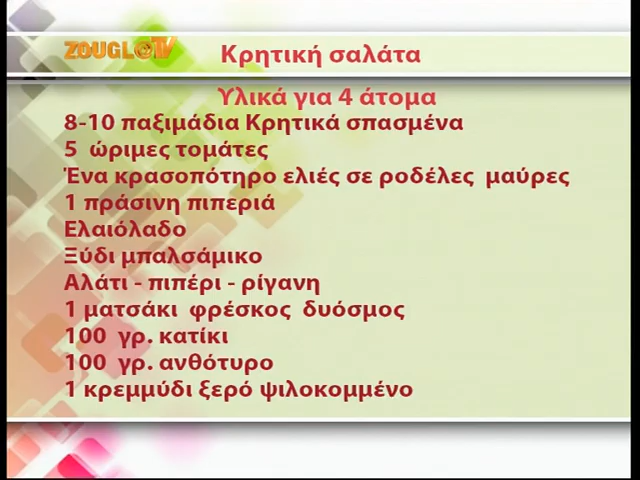 ZOUGL@TV
Κρητική σαλάτα
Υλικά για 4 άτομα
8-10 παξιμάδια Κρητικά σπασμένα
5 ώριμες τομάτες
Ένα κρασοπότηρο ελιές σε ροδέλες μαύρες
1 πράσινη πιπεριά
Ελαιόλαδο
Ξύδι μπαλσάμικο
Αλάτι - πιπέρι - ρίγανη
1 ματσάκι φρέσκος δυόσμος
100 γρ. κατίκι
100 γρ. ανθότυρο
1 κρεμμύδι ξερό ψιλοκομμένο